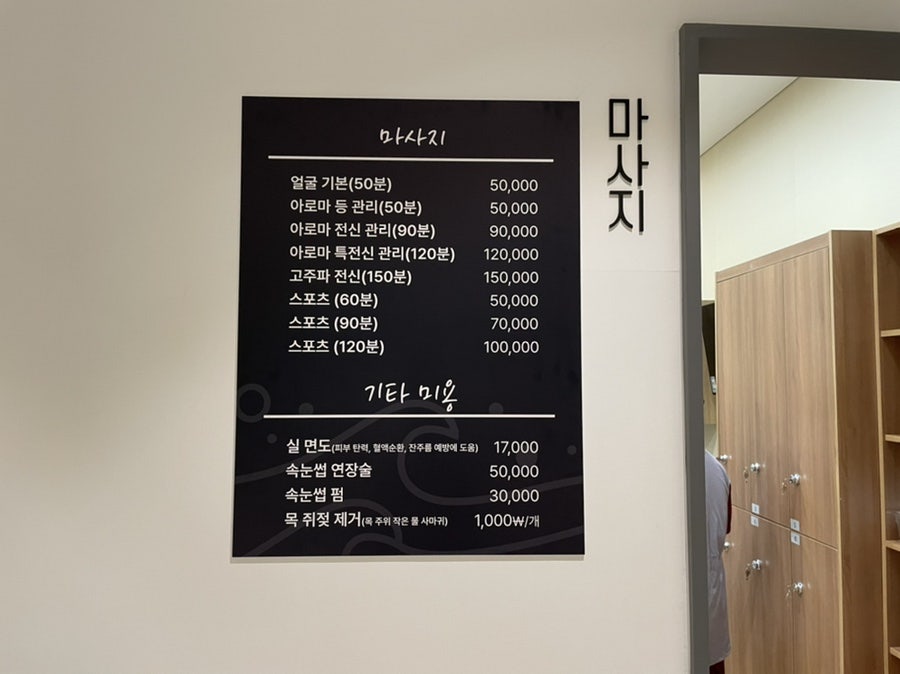 마사지
얼굴 기본(50분) 50,000
아로마 등 관리(50분) 50,000
아로마 전신 관리(90분) 90,000
아로마 특전신 관리(120분) 120,000
고주파 전신(150분) 150,000
스포츠 (60분) 50,000
스포츠 (90분) 70,000
스포츠 (120분) 100,000
기타 미용
실 면도(피부 탄력, 혈액순환, 잔주름 예방에 도움) 17,000
속눈썹 연장술 50,000
속눈썹 펌 30,000
목 쥐젖 제거(목 주위 작은 물 사마귀) 1,000₩/개
마사지